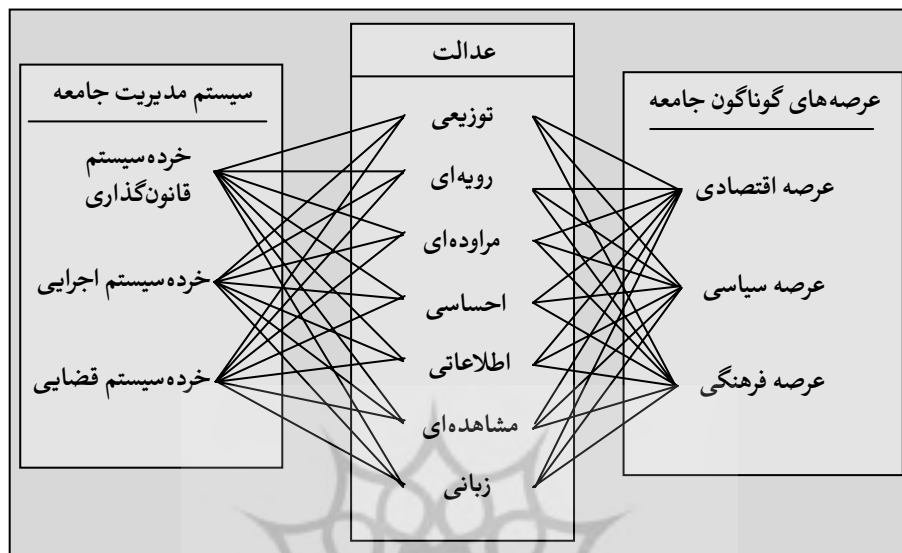 عرصه‌های گوناگون جامعه
عرصه اقتصادی
عرصه سیاسی
عرصه فرهنگی
عدالت
توزیعی
رویه‌ای
مراوده‌ای
احساسی
اطلاعاتی
مشاهده‌ای
زبانی
سیستم مدیریت جامعه
خرده‌سیستم
قانون‌گذاری
خرده‌سیستم اجرایی
خرده‌سیستم قضایی